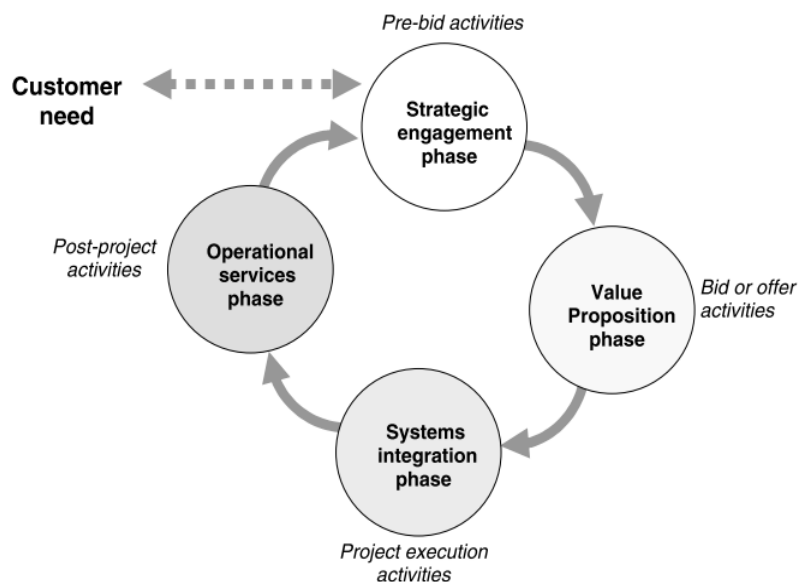 Pre-bid activities
Customer
need
Strategic
engagement
phase
Post-project
activities
Operational
services
phase
Value
Proposition
phase
Bid or offer
activities
Systems
integration
phase
Project execution
activities